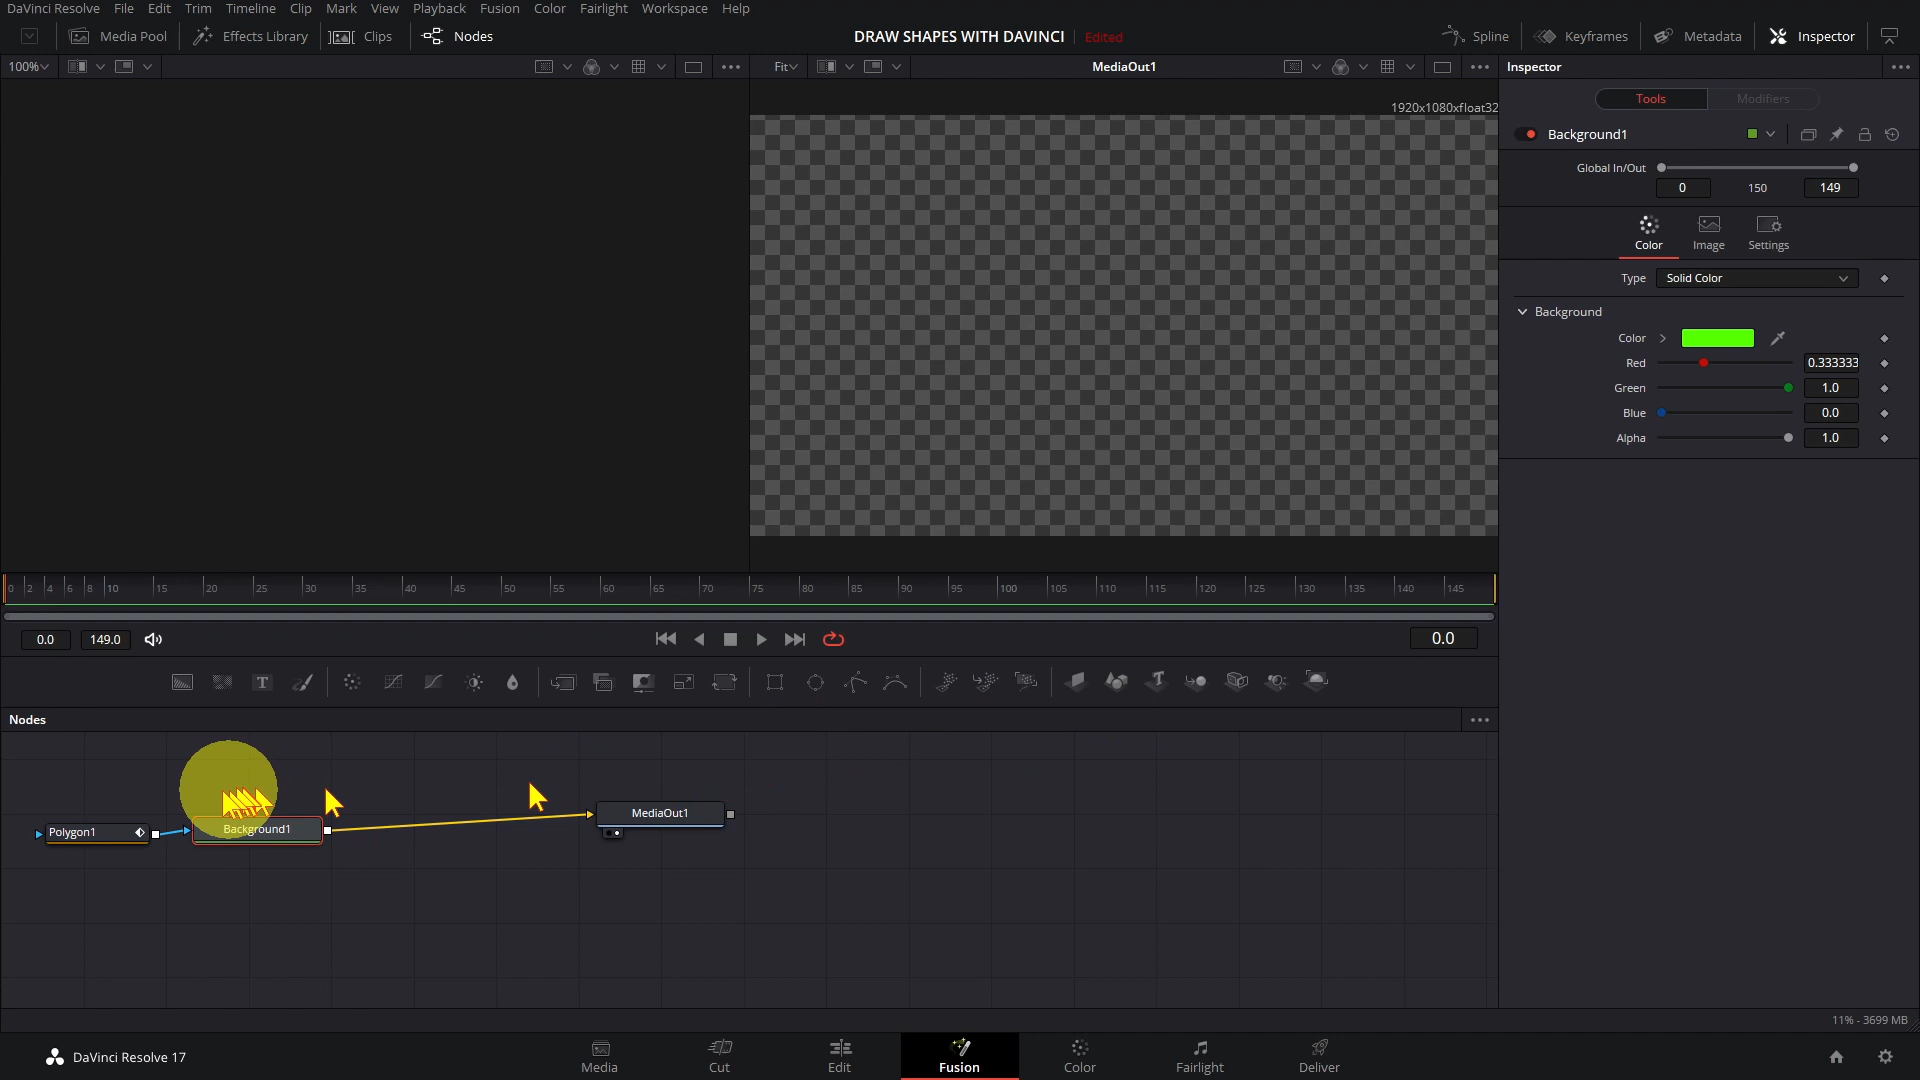 DaVinci Resolve File Edit Trim Timeline Clip Mark View Playback Fusion Color Fairlight Workspace Help
Media Pool Effects Library Clips Nodes DRAW SHAPES WITH DAVINCI Edited Spline Keyframes Metadata Inspector
100% Fit MediaOut1 Inspector
1920x1080xfloat32
Tools Modifiers
Background1
Global In/Out
0 150 149
Color Image Settings
Type Solid Color
Background
Color
Red 0.333333
Green 1.0
Blue 0.0
Alpha 1.0
0 2 4 6 8 10 15 20 25 30 35 40 45 50 55 60 65 70 75 80 85 90 95 100 105 110 115 120 125 130 135 140 145
0.0 149.0 0.0
T
Nodes
Polygon1 Background1 MediaOut1
11% - 3699 MB
DaVinci Resolve 17 Media Cut Edit Fusion Color Fairlight Deliver